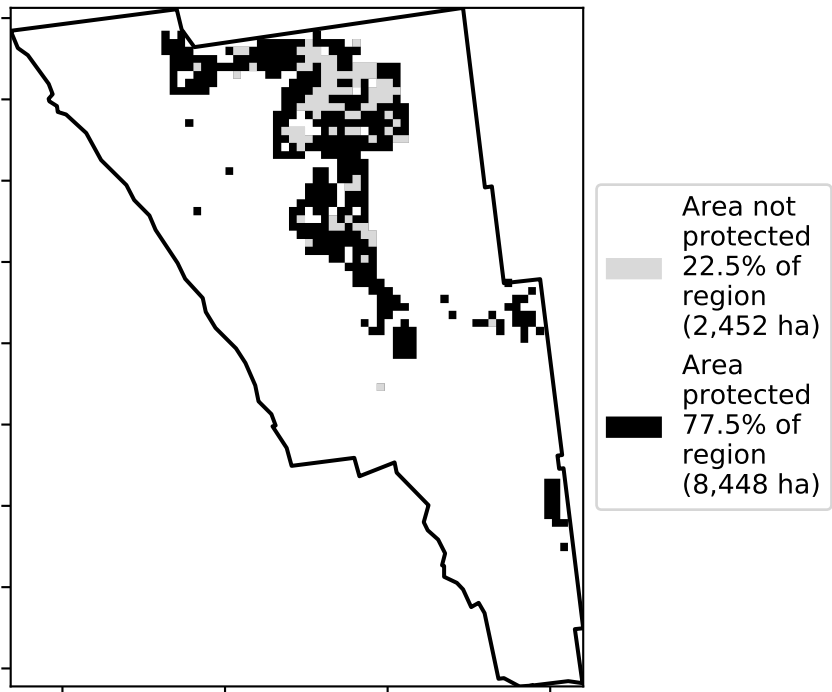 Area not
protected
22.5% of
region
(2,452 ha)
Area
protected
77.5% of
region
(8,448 ha)